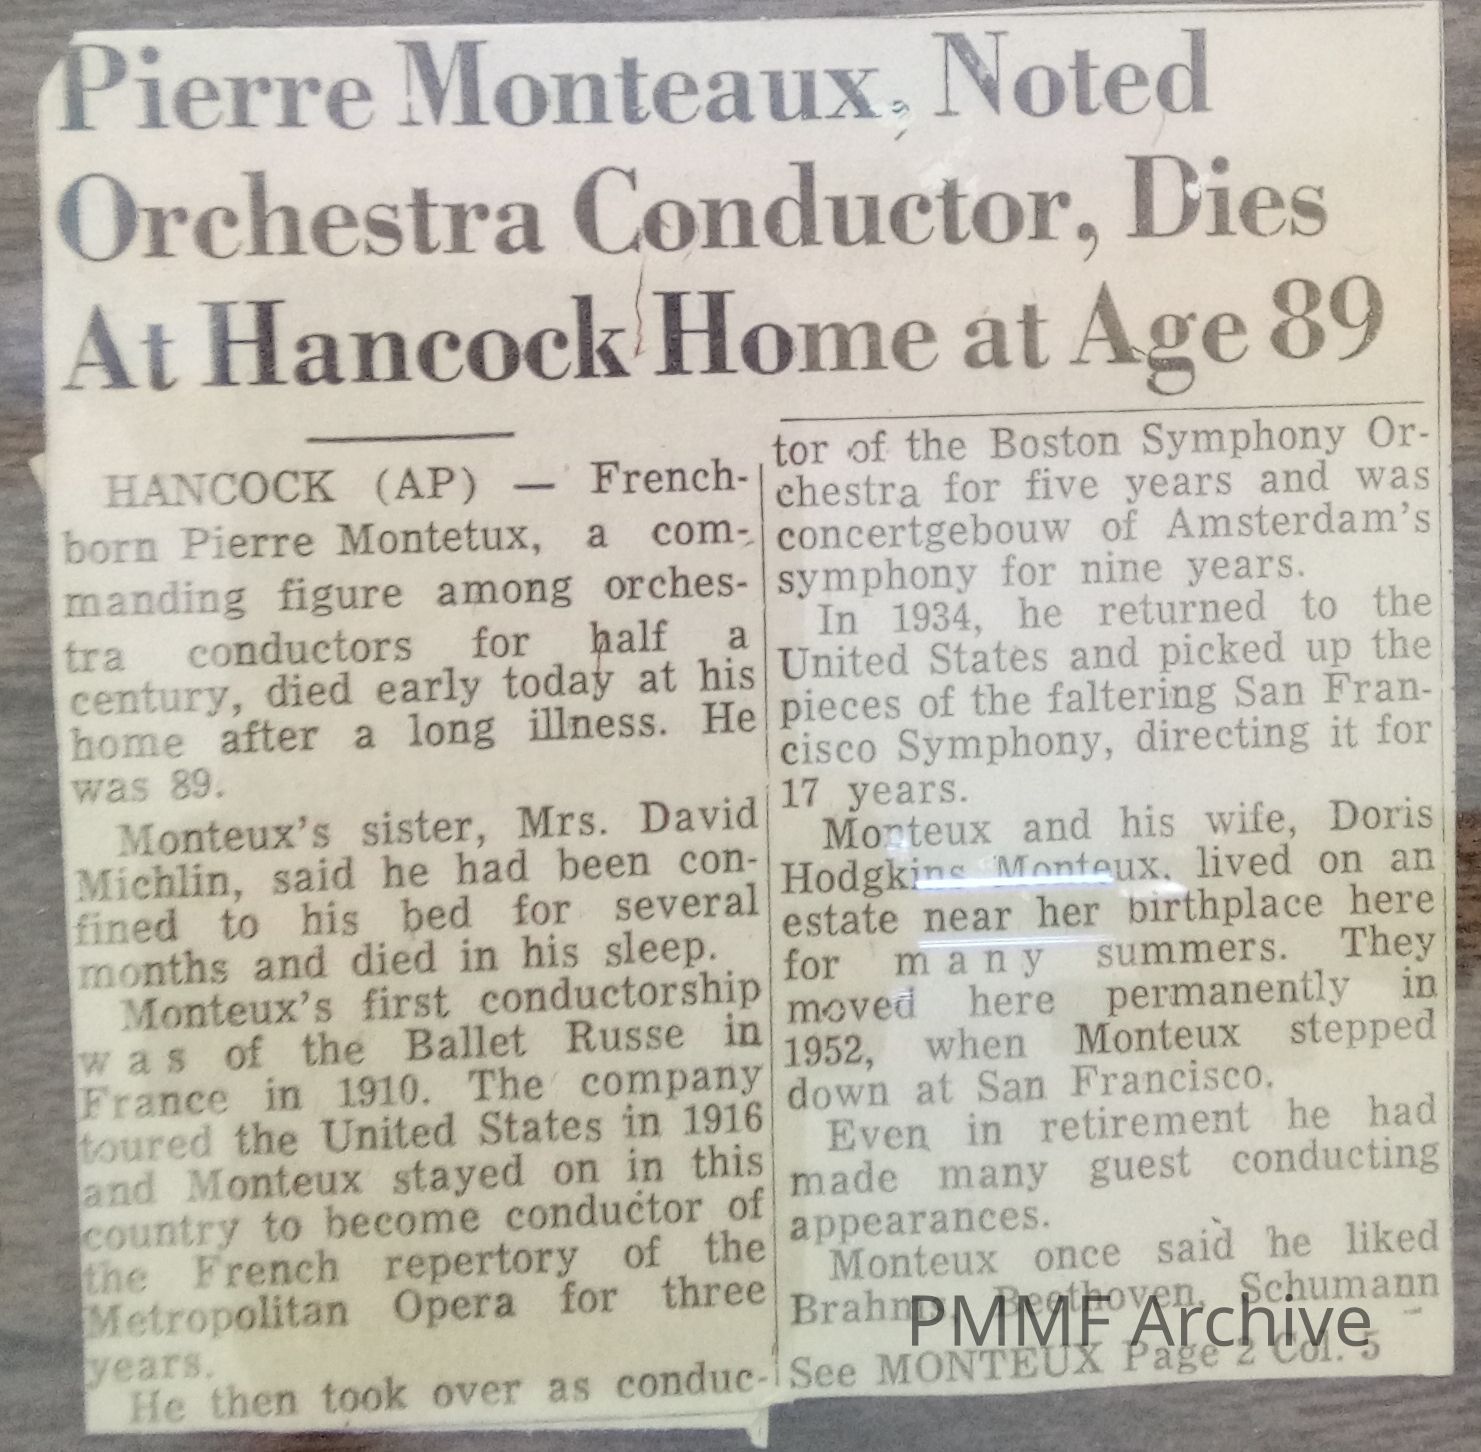 Pierre Monteaux, Noted
Orchestra Conductor, Dies
At Hancock Home at Age 89
HANCOCK (AP) — French-
born Pierre Montetux, a com-
manding figure among orches-
tra conductors for half a
century, died early today at his
home after a long illness. He
was 89.
Monteux's sister, Mrs. David
Michlin, said he had been con-
fined to his bed for several
months and died in his sleep.
Monteux's first conductorship
was of the Ballet Russe in
France in 1910. The company
toured the United States in 1916
and Monteux stayed on in this
country to become conductor of
the French repertory of the
Metropolitan Opera for three
years.
He then took over as conduc-
tor of the Boston Symphony Or-
chestra for five years and was
concertgebouw of Amsterdam's
symphony for nine years.
In 1934, he returned to the
United States and picked up the
pieces of the faltering San Fran-
cisco Symphony, directing it for
17 years.
Monteux and his wife, Doris
Hodgkins Monteux, lived on an
estate near her birthplace here
for many summers. They
moved here permanently in
1952, when Monteux stepped
down at San Francisco.
Even in retirement he had
made many guest conducting
appearances.
Monteux once said he liked
Brahms, Beethoven, Schumann
See MONTEUX Page 2 Col. 5
PMMF Archive